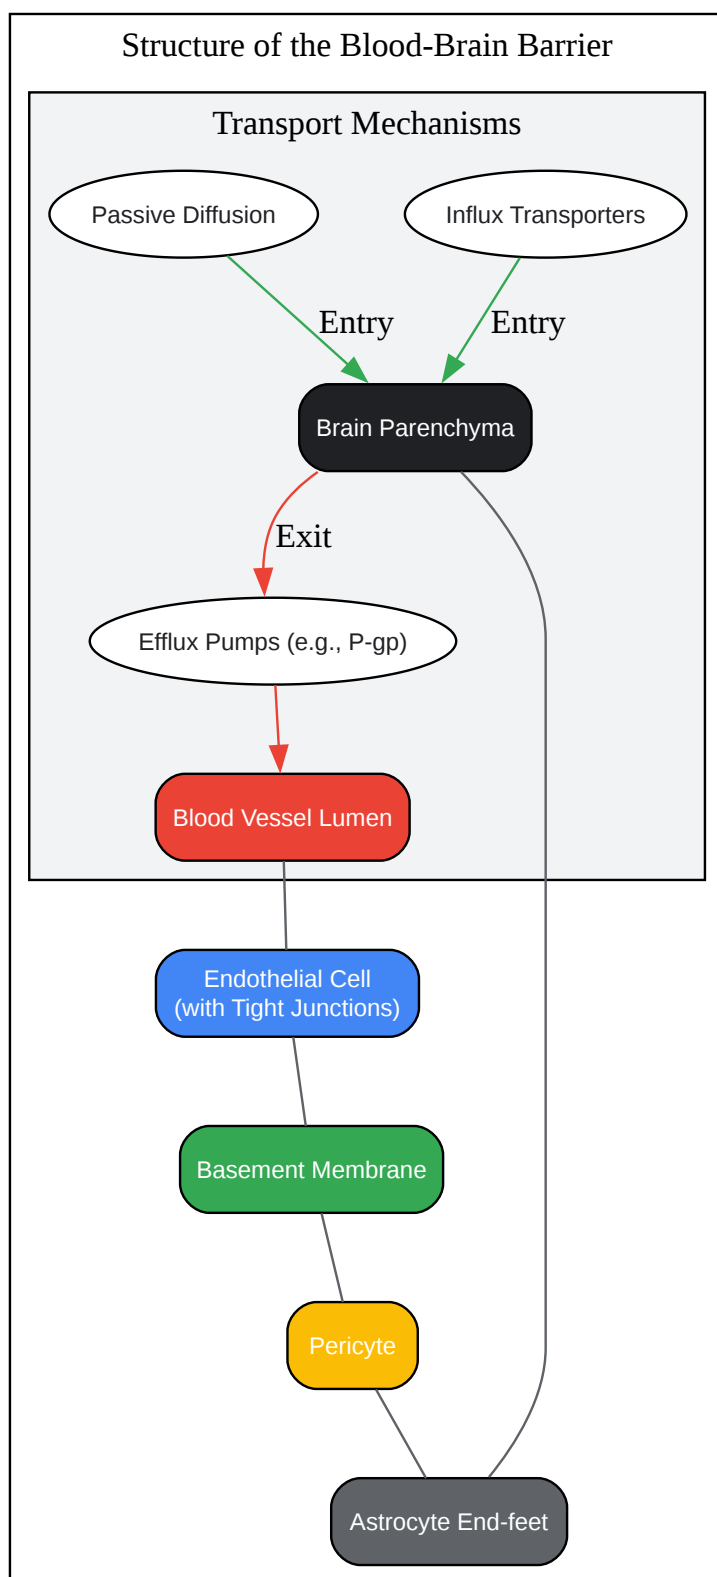 Structure of the Blood-Brain Barrier
Transport Mechanisms
Passive Diffusion
Influx Transporters
Entry
Entry
Brain Parenchyma
Exit
Efflux Pumps (e.g., P-gp)
Blood Vessel Lumen
Endothelial Cell
(with Tight Junctions)
Basement Membrane
Pericyte
Astrocyte End-feet